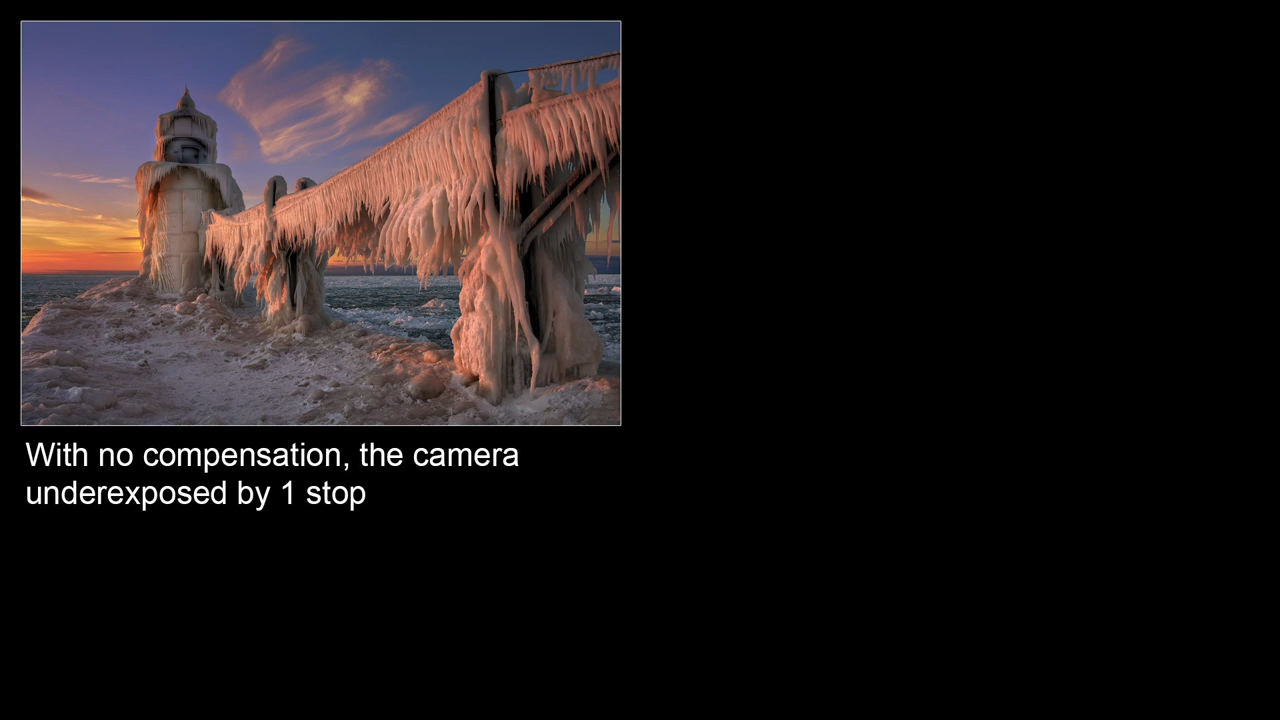 With no compensation, the camera
underexposed by 1 stop